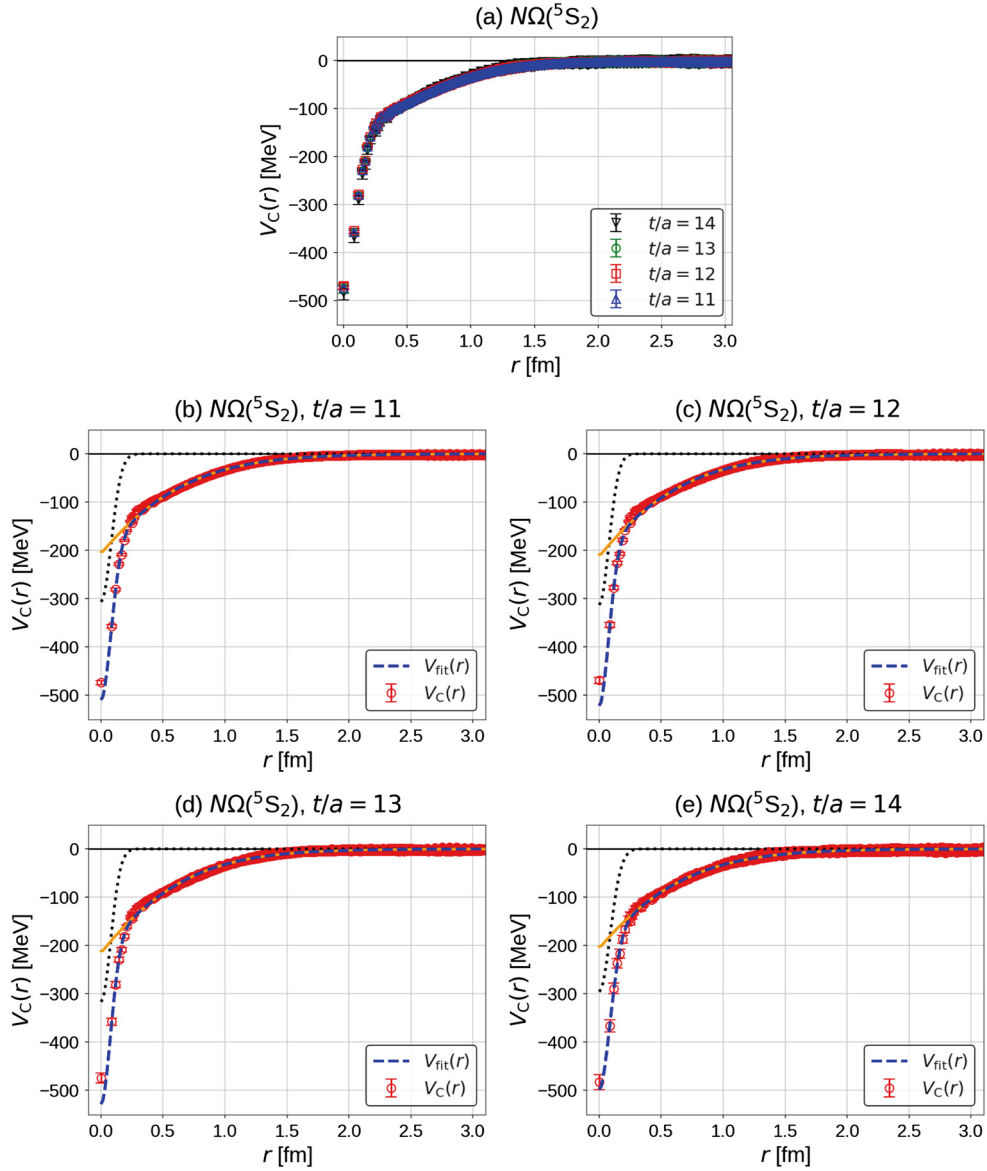 (a) NΩ(⁵S₂)
V_C(r) [MeV]
0
−100
−200
−300
−400
−500
t/a = 14
t/a = 13
t/a = 12
t/a = 11
0.0 0.5 1.0 1.5 2.0 2.5 3.0
r [fm]
(b) NΩ(⁵S₂), t/a = 11
V_C(r) [MeV]
0
−100
−200
−300
−400
−500
V_fit(r)
V_C(r)
0.0 0.5 1.0 1.5 2.0 2.5 3.0
r [fm]
(c) NΩ(⁵S₂), t/a = 12
V_C(r) [MeV]
0
−100
−200
−300
−400
−500
V_fit(r)
V_C(r)
0.0 0.5 1.0 1.5 2.0 2.5 3.0
r [fm]
(d) NΩ(⁵S₂), t/a = 13
V_C(r) [MeV]
0
−100
−200
−300
−400
−500
V_fit(r)
V_C(r)
0.0 0.5 1.0 1.5 2.0 2.5 3.0
r [fm]
(e) NΩ(⁵S₂), t/a = 14
V_C(r) [MeV]
0
−100
−200
−300
−400
−500
V_fit(r)
V_C(r)
0.0 0.5 1.0 1.5 2.0 2.5 3.0
r [fm]